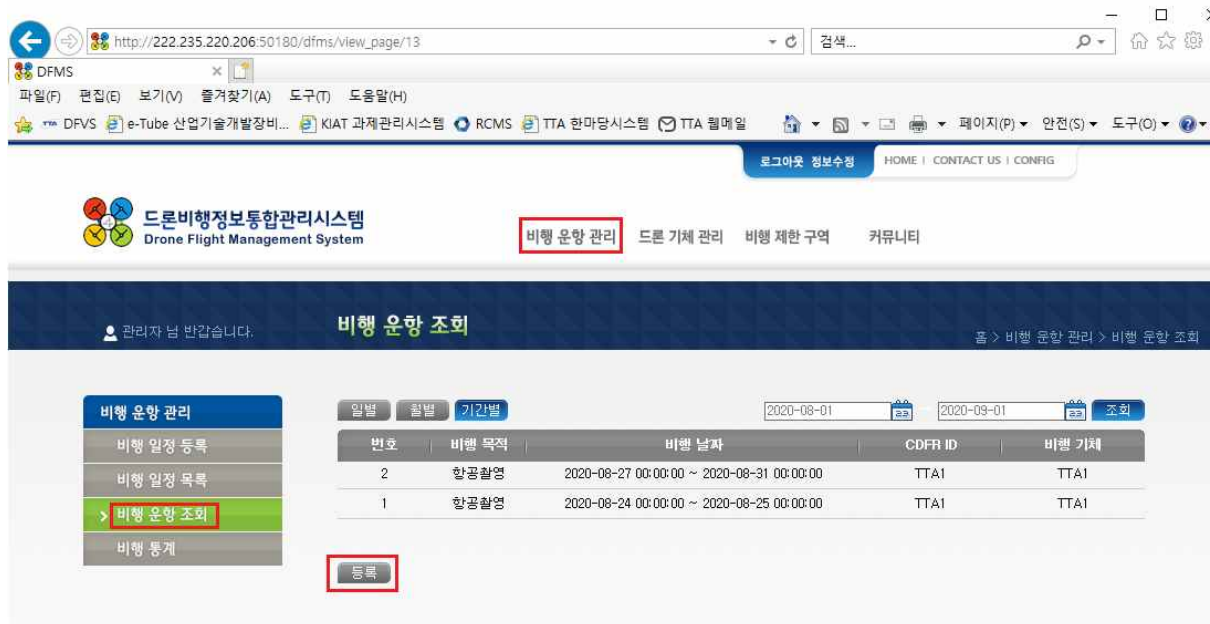 http://222.235.220.206:50180/dfms/view_page/13
검색...
DFMS
파일(F) 편집(E) 보기(V) 즐겨찾기(A) 도구(T) 도움말(H)
DFVS e-Tube 산업기술개발장비... KIAT 과제관리시스템 RCMS TTA 한마당시스템 TTA 웹메일 페이지(P) 안전(S) 도구(O)
로그아웃 정보수정 HOME | CONTACT US | CONFIG
드론비행정보통합관리시스템
Drone Flight Management System
비행 운항 관리 드론 기체 관리 비행 제한 구역 커뮤니티
관리자 님 반갑습니다.
비행 운항 조회
홈 > 비행 운항 관리 > 비행 운항 조회
비행 운항 관리
비행 일정 등록
비행 일정 목록
비행 운항 조회
비행 통계
일별 월별 기간별 2020-08-01 2020-09-01 조회
번호 비행 목적 비행 날짜 CDFR ID 비행 기체
2 항공촬영 2020-08-27 00:00:00 ~ 2020-08-31 00:00:00 TTA1 TTA1
1 항공촬영 2020-08-24 00:00:00 ~ 2020-08-25 00:00:00 TTA1 TTA1
등록